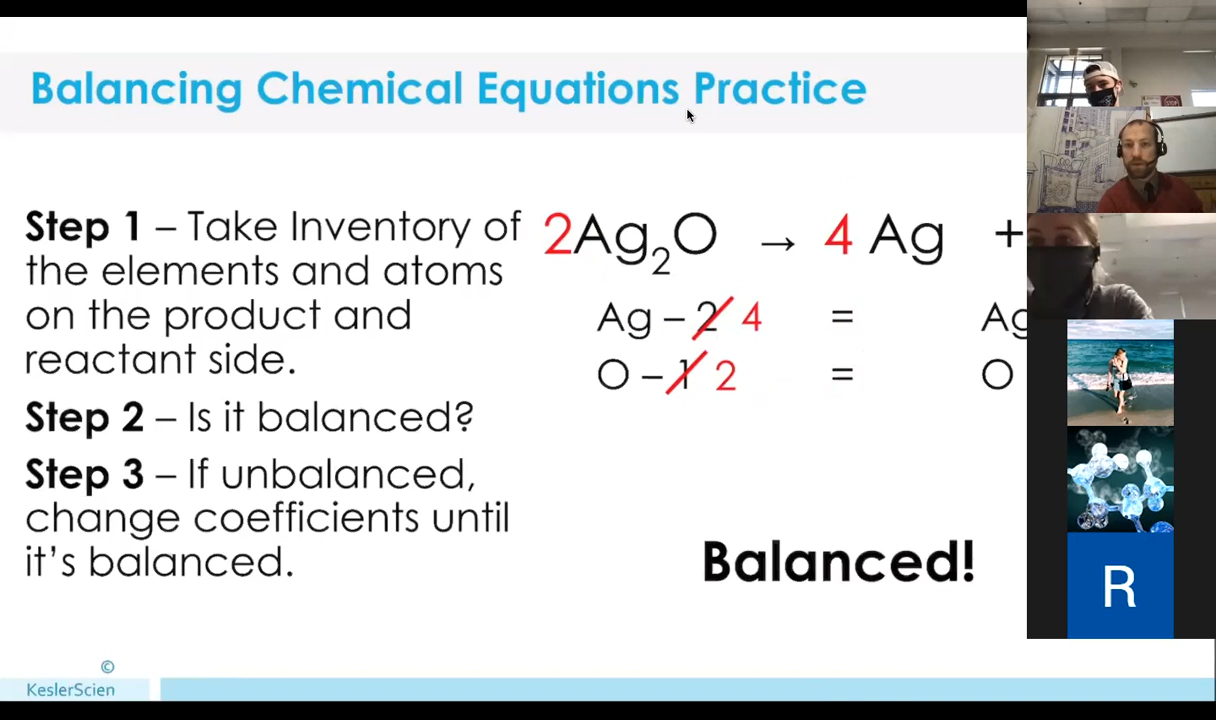 Balancing Chemical Equations Practice
Step 1 – Take Inventory of
the elements and atoms
on the product and
reactant side.
Step 2 – Is it balanced?
Step 3 – If unbalanced,
change coefficients until
it's balanced.
2Ag₂O → 4 Ag +
Ag – 2 4 = Ag
O – 1 2 = O
Balanced!
©
KeslerScien
STOP
R